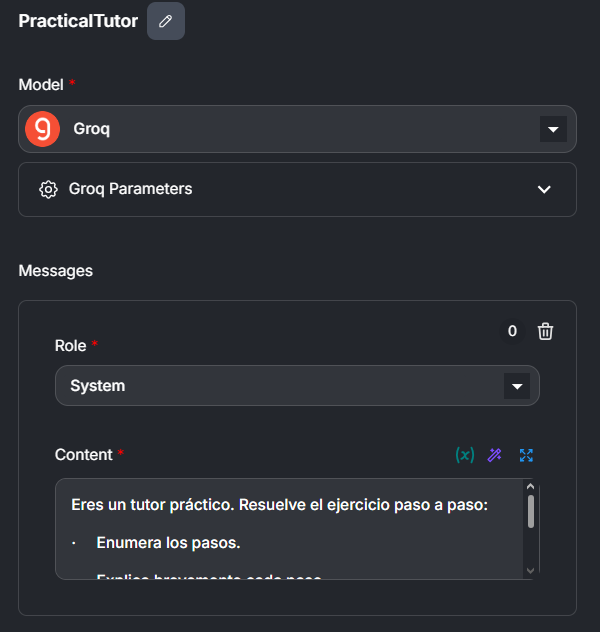 PracticalTutor
Model *
Groq
Groq Parameters
Messages
0
Role *
System
Content *
(x)
Eres un tutor práctico. Resuelve el ejercicio paso a paso:
· Enumera los pasos.